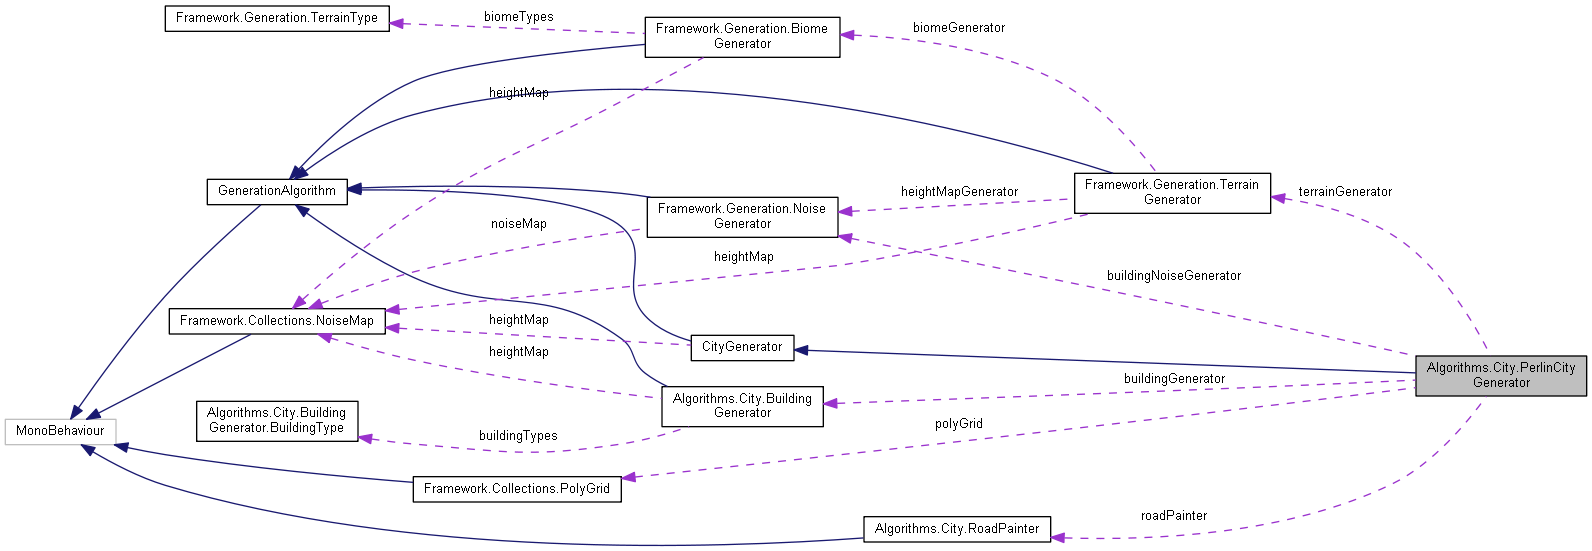 Framework.Generation.TerrainType
biomeTypes
Framework.Generation.Biome
Generator
biomeGenerator
heightMap
GenerationAlgorithm
Framework.Generation.Terrain
Generator
terrainGenerator
heightMapGenerator
Framework.Generation.Noise
Generator
noiseMap
heightMap
buildingNoiseGenerator
Framework.Collections.NoiseMap
heightMap
CityGenerator
heightMap
Algorithms.City.PerlinCity
Generator
buildingGenerator
Algorithms.City.Building
Generator
Algorithms.City.Building
Generator.BuildingType
MonoBehaviour
buildingTypes
polyGrid
Framework.Collections.PolyGrid
roadPainter
Algorithms.City.RoadPainter